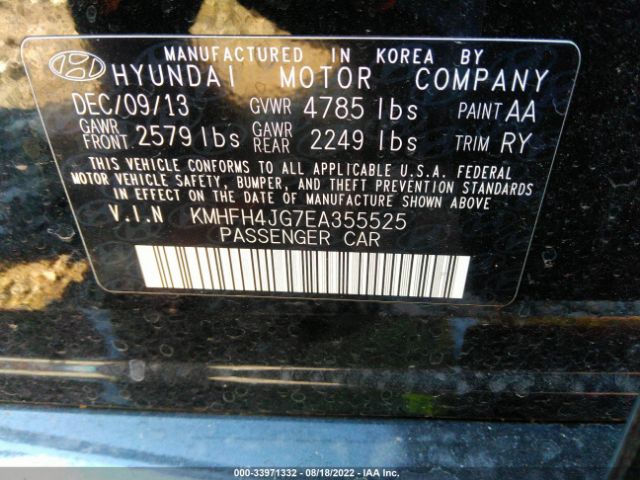 MANUFACTURED IN KOREA BY
HYUNDAI MOTOR COMPANY
DEC/09/13 GVWR 4785 lbs PAINT AA
GAWR FRONT 2579 lbs GAWR REAR 2249 lbs TRIM RY
THIS VEHICLE CONFORMS TO ALL APPLICABLE U.S.A. FEDERAL
MOTOR VEHICLE SAFETY, BUMPER, AND THEFT PREVENTION STANDARDS
IN EFFECT ON THE DATE OF MANUFACTURE SHOWN ABOVE.
V.I.N KMHFH4JG7EA355525
PASSENGER CAR
000-33971332 - 08/18/2022 - IAA Inc.